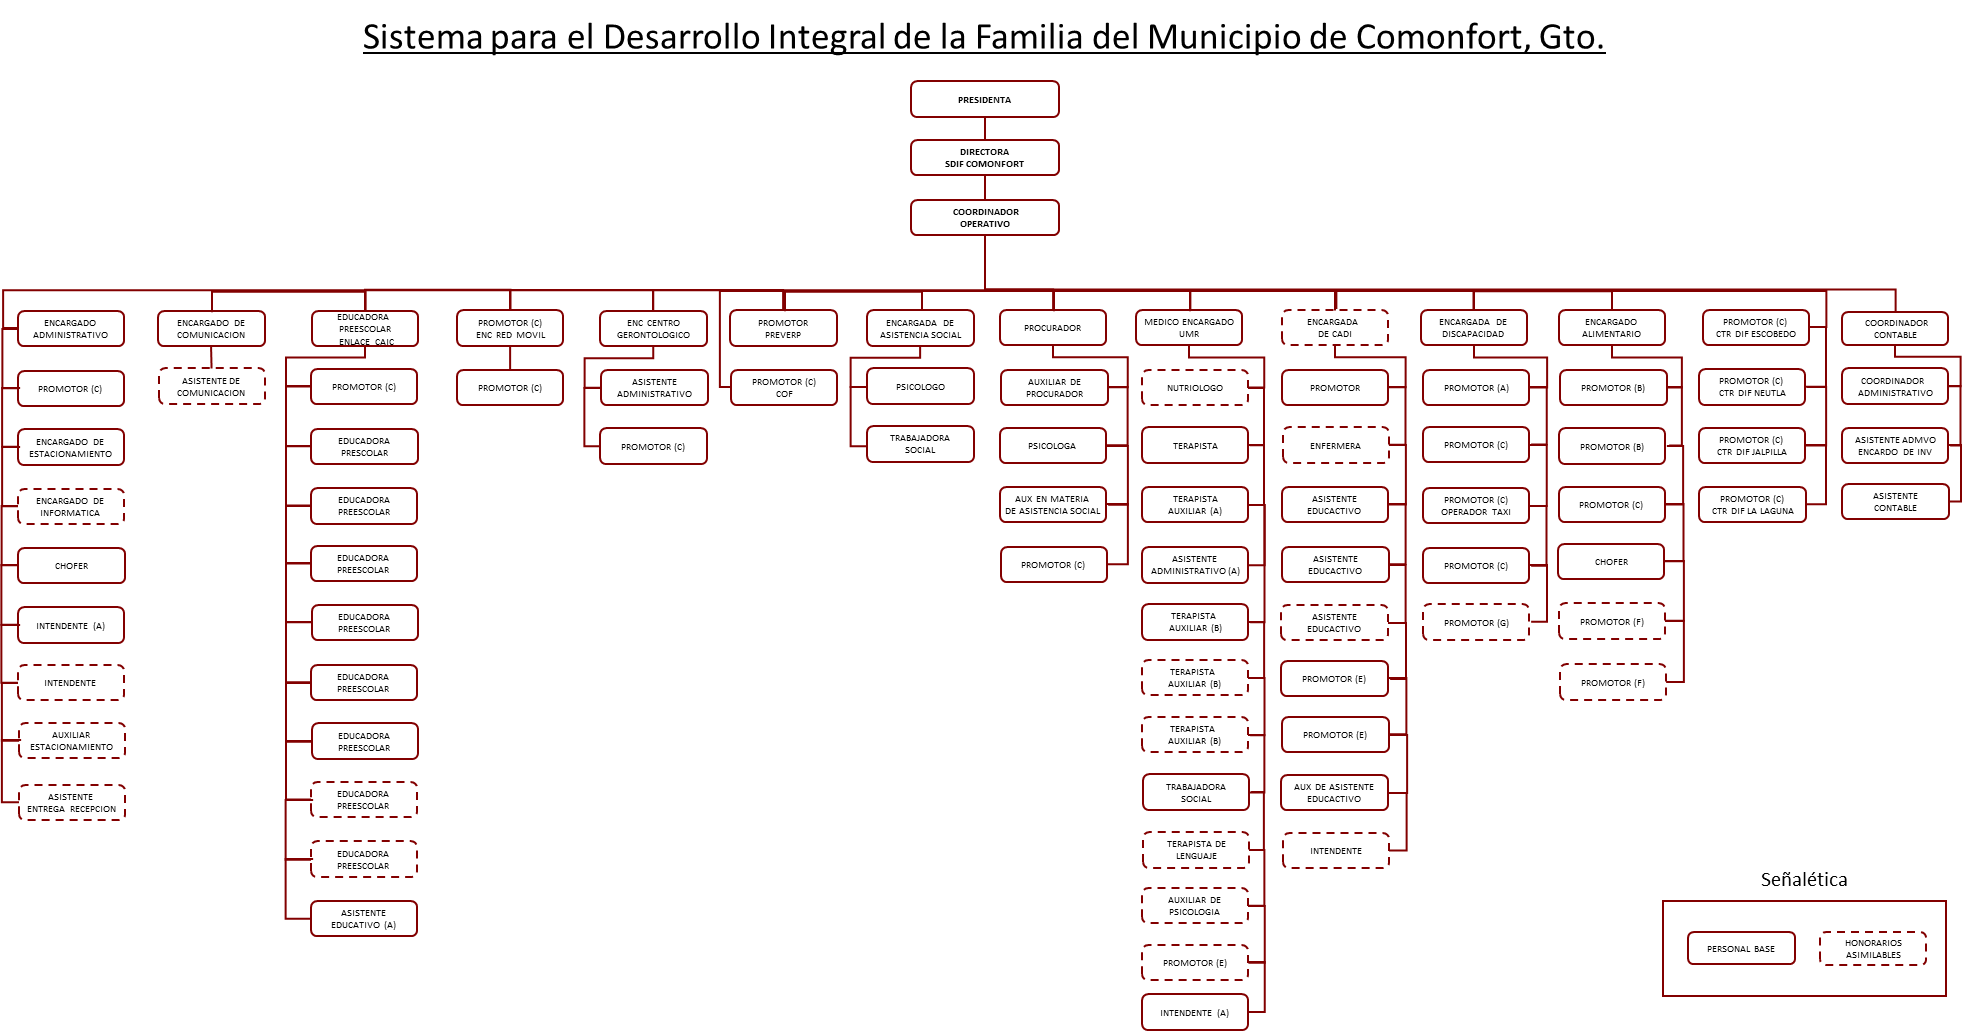 Sistema para el Desarrollo Integral de la Familia del Municipio de Comonfort, Gto.
PRESIDENTA
DIRECTORA
SDIF COMONFORT
COORDINADOR
OPERATIVO
ENCARGADO
ADMINISTRATIVO
PROMOTOR (C)
ENCARGADO DE
ESTACIONAMIENTO
ENCARGADO DE
INFORMATICA
CHOFER
INTENDENTE (A)
INTENDENTE
AUXILIAR
ESTACIONAMIENTO
ASISTENTE
ENTREGA RECEPCION
ENCARGADO DE
COMUNICACION
ASISTENTE DE
COMUNICACION
EDUCADORA
PREESCOLAR
ENLACE CAIC
PROMOTOR (C)
EDUCADORA
PRESCOLAR
EDUCADORA
PREESCOLAR
EDUCADORA
PREESCOLAR
EDUCADORA
PREESCOLAR
EDUCADORA
PREESCOLAR
EDUCADORA
PREESCOLAR
EDUCADORA
PREESCOLAR
EDUCADORA
PREESCOLAR
ASISTENTE
EDUCATIVO (A)
PROMOTOR (C)
ENC RED MOVIL
PROMOTOR (C)
ENC CENTRO
GERONTOLOGICO
ASISTENTE
ADMINISTRATIVO
PROMOTOR (C)
PROMOTOR
PREVERP
PROMOTOR (C)
COF
ENCARGADA DE
ASISTENCIA SOCIAL
PSICOLOGO
TRABAJADORA
SOCIAL
PROCURADOR
AUXILIAR DE
PROCURADOR
PSICOLOGA
AUX EN MATERIA
DE ASISTENCIA SOCIAL
PROMOTOR (C)
MEDICO ENCARGADO
UMR
NUTRIOLOGO
TERAPISTA
TERAPISTA
AUXILIAR (A)
ASISTENTE
ADMINISTRATIVO (A)
TERAPISTA
AUXILIAR (B)
TERAPISTA
AUXILIAR (B)
TERAPISTA
AUXILIAR (B)
TRABAJADORA
SOCIAL
TERAPISTA DE
LENGUAJE
AUXILIAR DE
PSICOLOGIA
PROMOTOR (E)
INTENDENTE (A)
ENCARGADA
DE CADI
PROMOTOR
ENFERMERA
ASISTENTE
EDUCACTIVO
ASISTENTE
EDUCACTIVO
ASISTENTE
EDUCACTIVO
PROMOTOR (E)
PROMOTOR (E)
AUX DE ASISTENTE
EDUCACTIVO
INTENDENTE
ENCARGADA DE
DISCAPACIDAD
PROMOTOR (A)
PROMOTOR (C)
PROMOTOR (C)
OPERADOR TAXI
PROMOTOR (C)
PROMOTOR (G)
ENCARGADO
ALIMENTARIO
PROMOTOR (B)
PROMOTOR (B)
PROMOTOR (C)
CHOFER
PROMOTOR (F)
PROMOTOR (F)
PROMOTOR (C)
CTR DIF ESCOBEDO
PROMOTOR (C)
CTR DIF NEUTLA
PROMOTOR (C)
CTR DIF JALPILLA
PROMOTOR (C)
CTR DIF LA LAGUNA
COORDINADOR
CONTABLE
COORDINADOR
ADMINISTRATIVO
ASISTENTE ADMVO
ENCARDO DE INV
ASISTENTE
CONTABLE
Señalética
PERSONAL BASE
HONORARIOS
ASIMILABLES